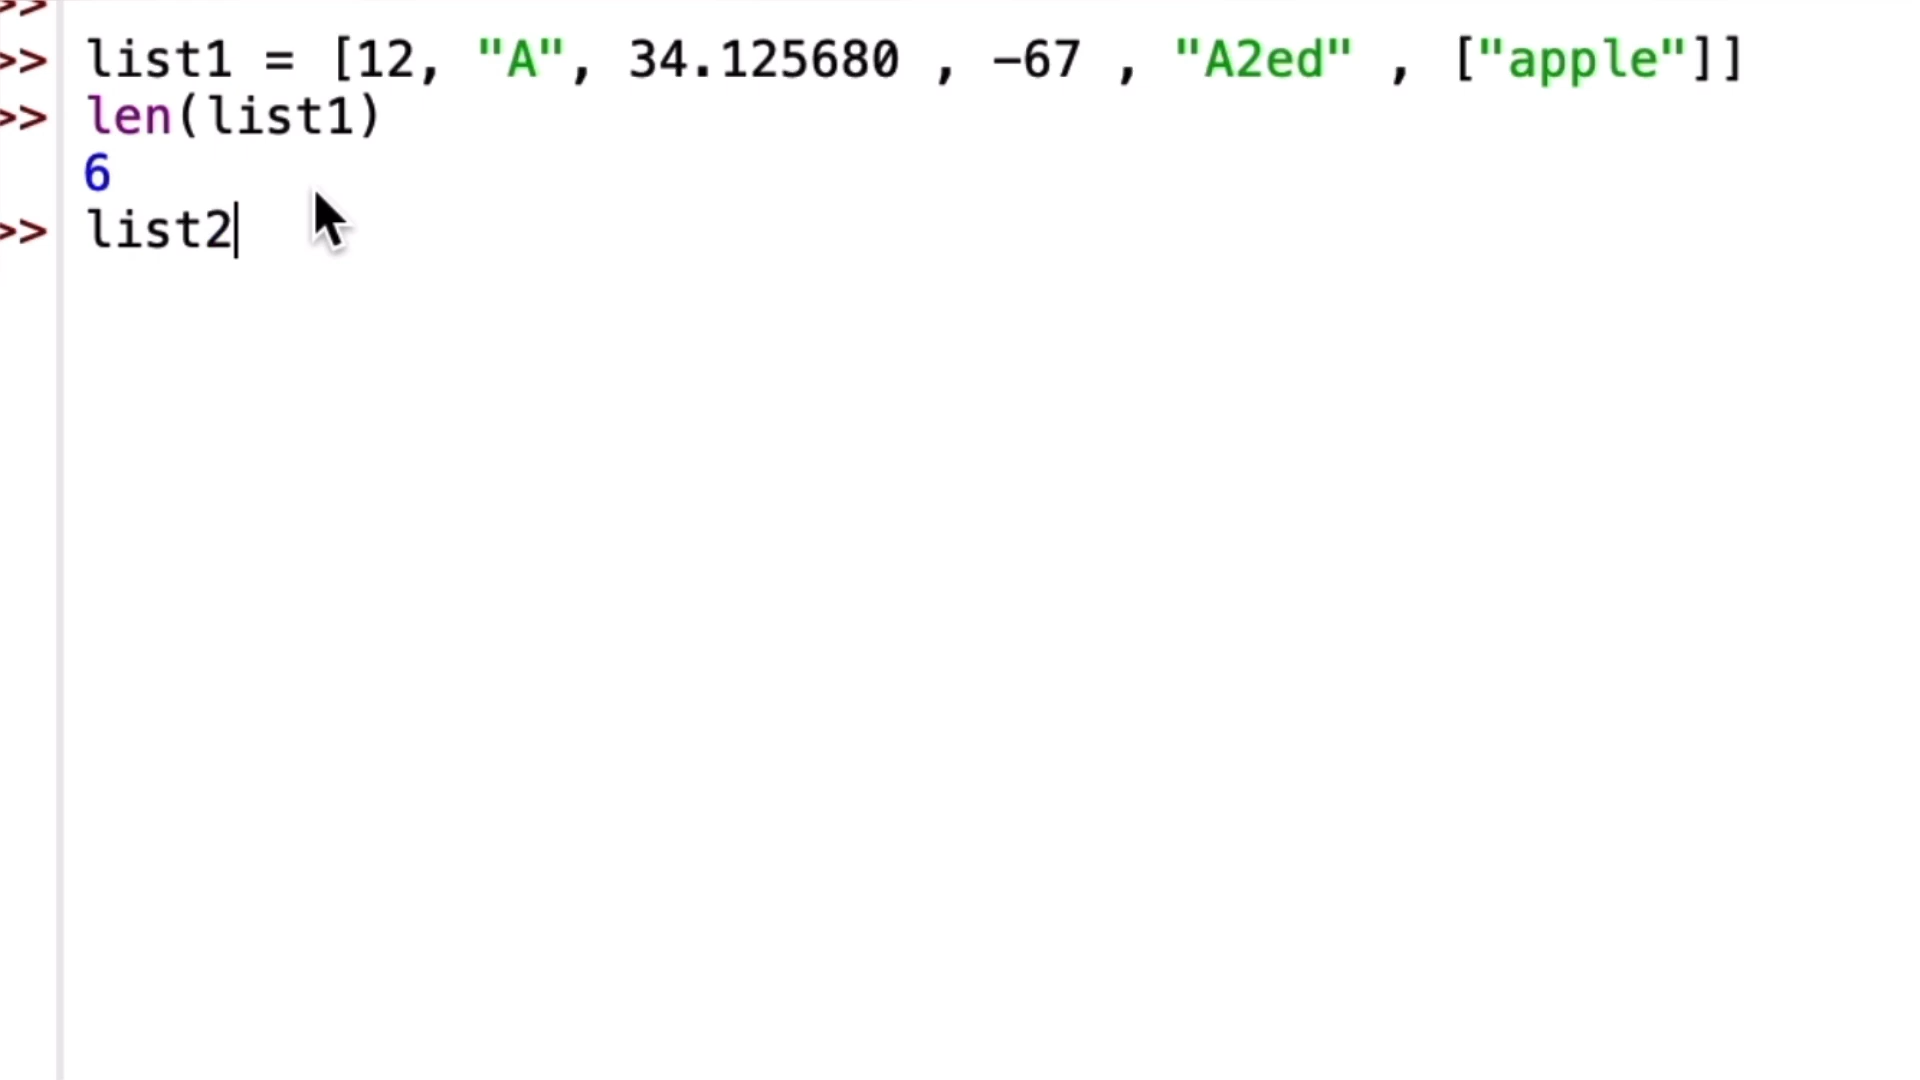 >>
>> list1 = [12, "A", 34.125680 , -67 , "A2ed" , ["apple"]]
>> len(list1)
6
>> list2